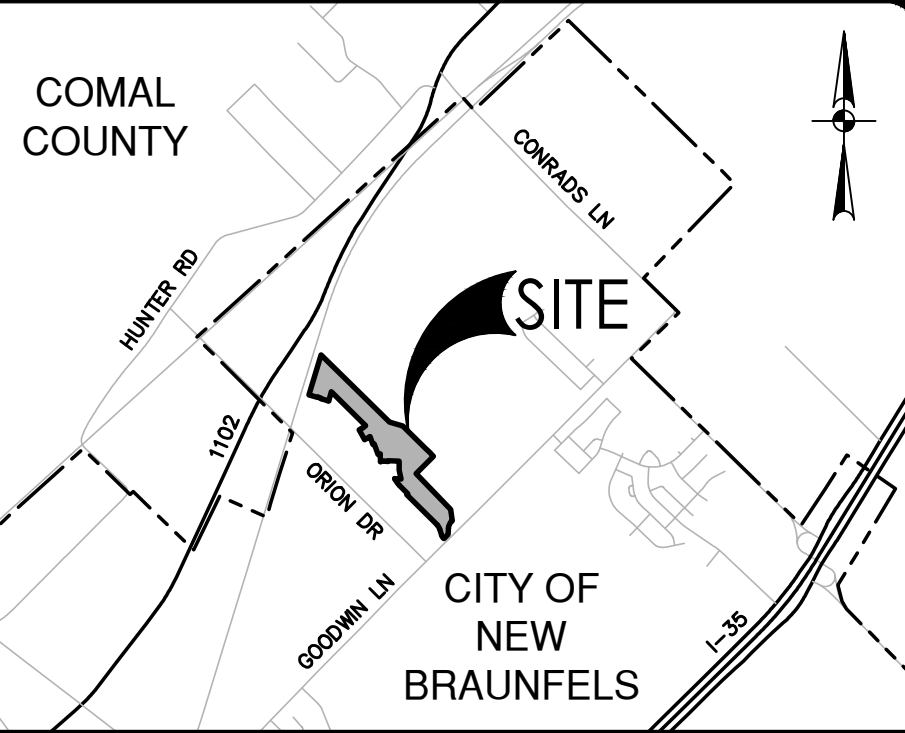 COMAL
COUNTY
CONRADS LN
HUNTER RD
SITE
1102
ORION DR
GOODWIN LN
CITY OF
NEW
BRAUNFELS
I-35